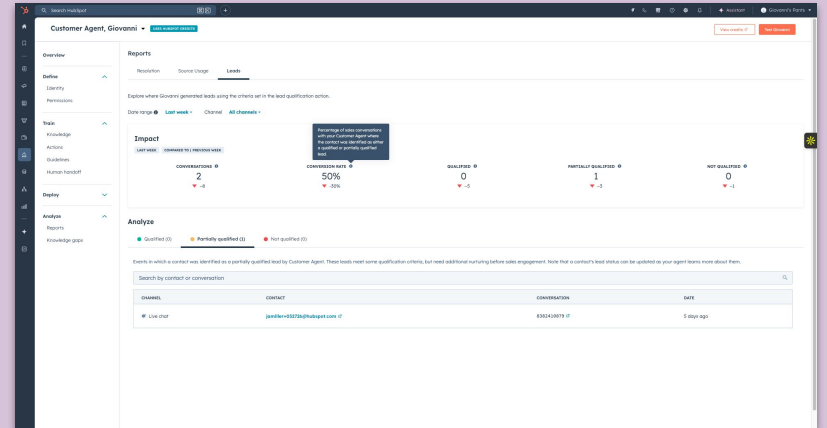 Search HubSpot
Assistant
Giovanni's Pants
Customer Agent, Giovanni
USES HUBSPOT CREDITS
View credits
Test Giovanni
Overview
Define
Identity
Permissions
Train
Knowledge
Actions
Guidelines
Human handoff
Deploy
Analyze
Reports
Knowledge gaps
Reports
Resolution Source Usage Leads
Explore where Giovanni generated leads using the criteria set in the lead qualification action.
Date range Last week Channel All channels
Percentage of sales conversations
with your Customer Agent where
the contact was identified as either
a qualified or partially qualified
lead.
Impact
LAST WEEK COMPARED TO 1 PREVIOUS WEEK
CONVERSATIONS CONVERSION RATE QUALIFIED PARTIALLY QUALIFIED NOT QUALIFIED
2 50% 0 1 0
-8 -30% -5 -3 -1
Analyze
Qualified (0) Partially qualified (1) Not qualified (0)
Events in which a contact was identified as a partially qualified lead by Customer Agent. These leads meet some qualification criteria, but need additional nurturing before sales engagement. Note that a contact's lead status can be updated as your agent learns more about them.
Search by contact or conversation
CHANNEL CONTACT CONVERSATION DATE
Live chat 8381410879 5 days ago